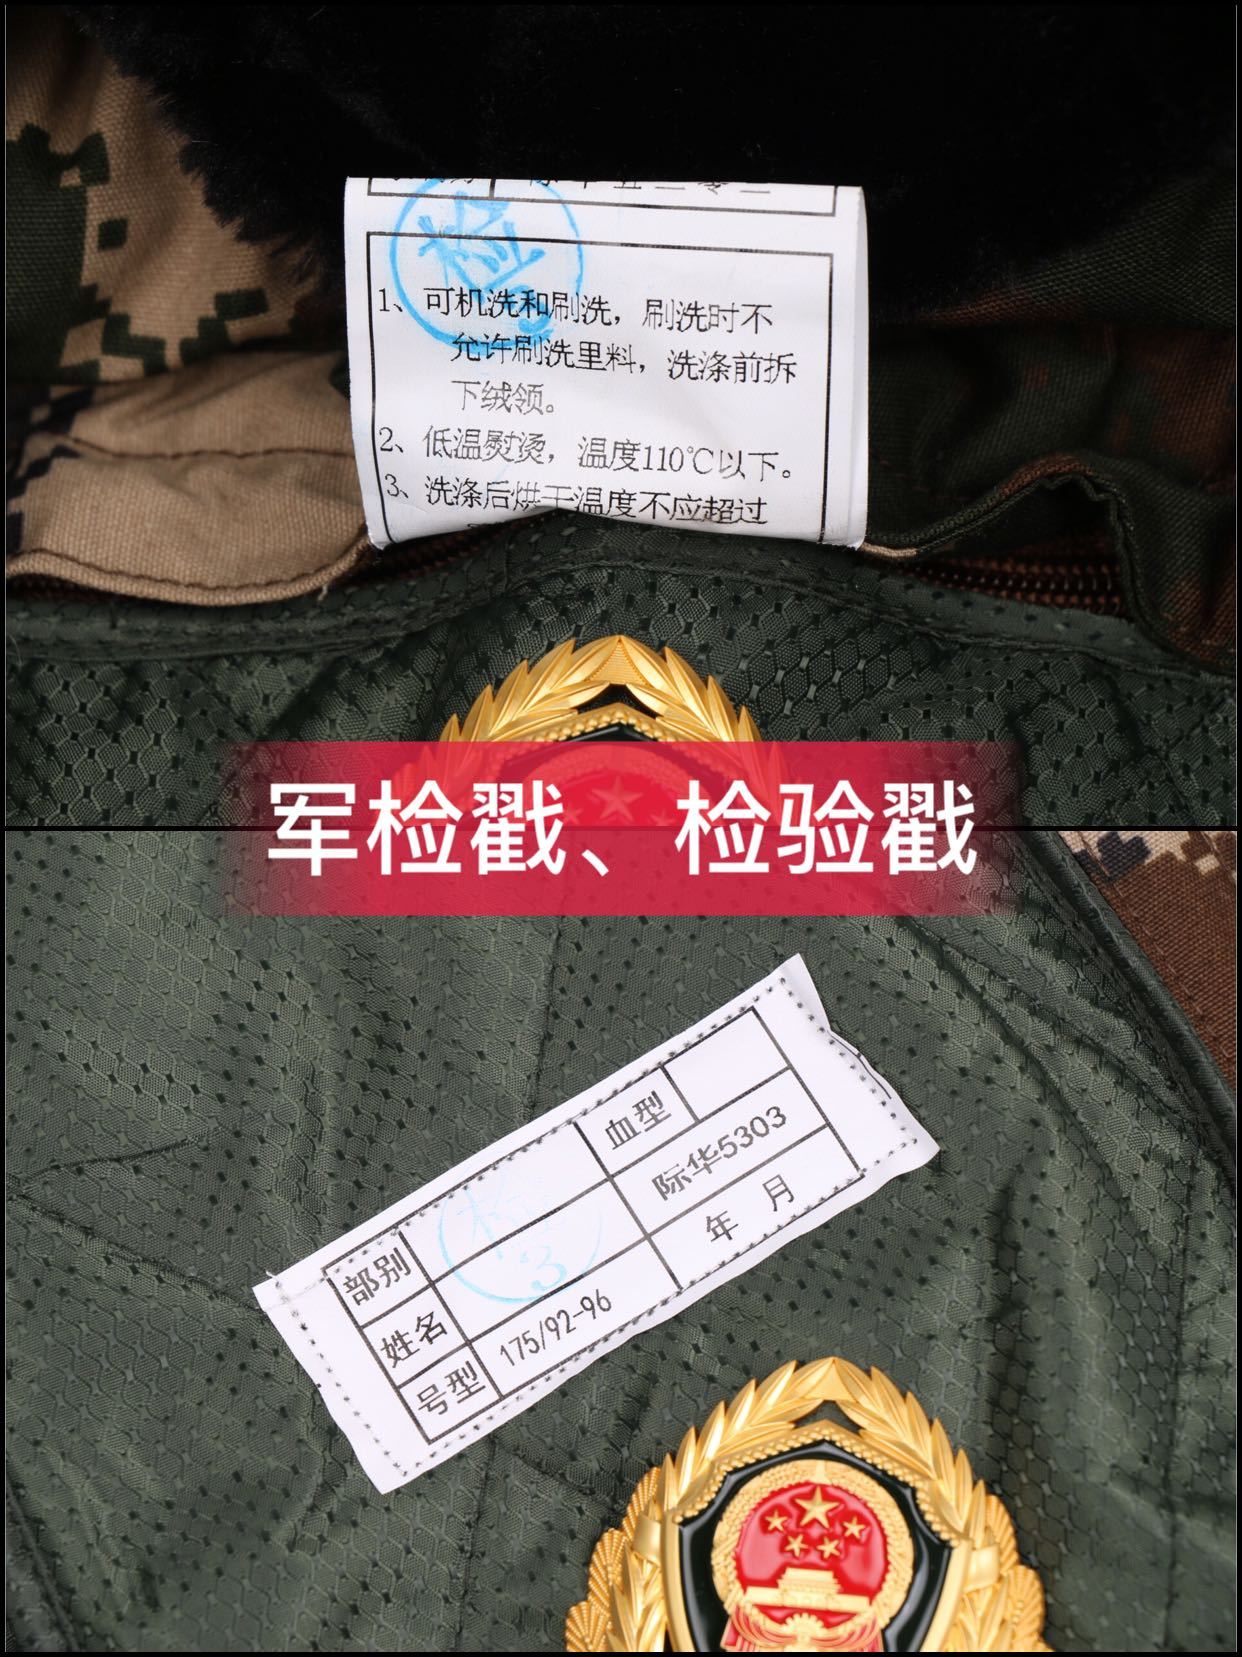 检
1、可机洗和刷洗，刷洗时不
允许刷洗里料，洗涤前拆
下绒领。
2、低温熨烫，温度110℃以下。
3、洗涤后烘干温度不应超过
军检戳、检验戳
部别
血型
姓名
际华5303
号型
175/92-96
年 月
检
3